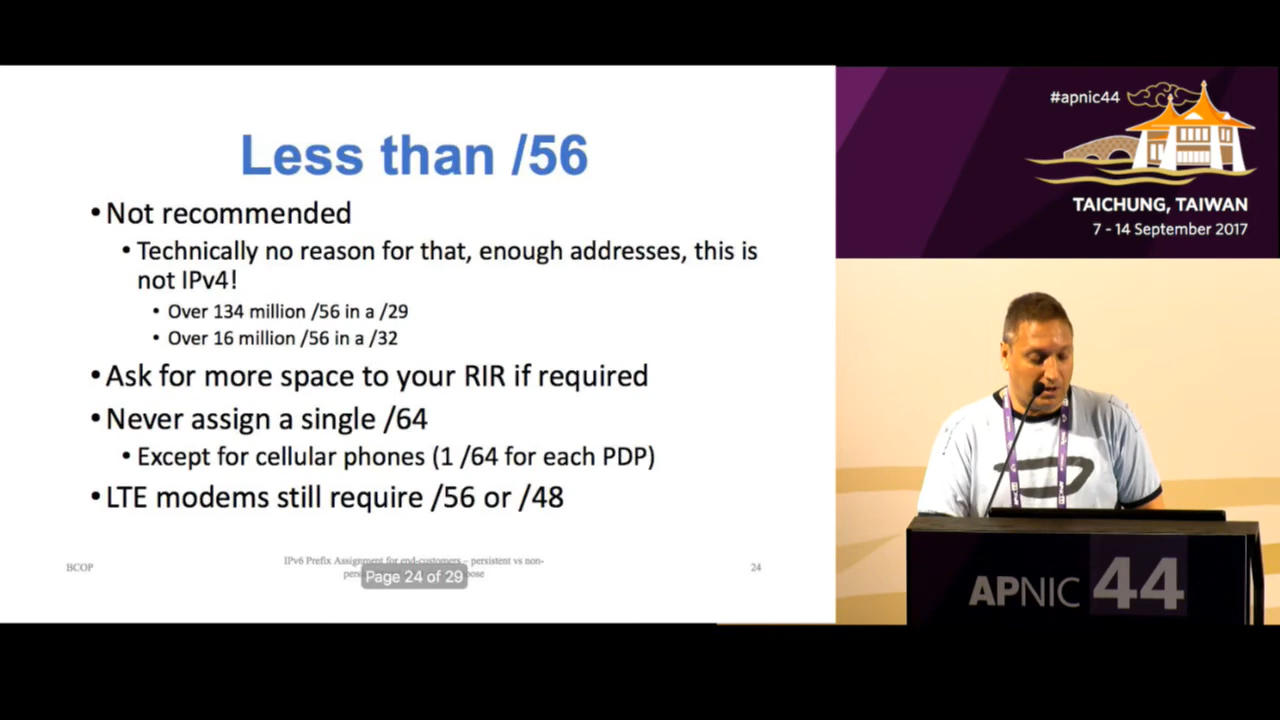 Less than /56
• Not recommended
• Technically no reason for that, enough addresses, this is
not IPv4!
• Over 134 million /56 in a /29
• Over 16 million /56 in a /32
• Ask for more space to your RIR if required
• Never assign a single /64
• Except for cellular phones (1 /64 for each PDP)
• LTE modems still require /56 or /48
BCOP
IPv6 Prefix Assignment for end-customers – persistent vs non-
Page 24 of 29
24
#apnic44
TAICHUNG, TAIWAN
7 - 14 September 2017
APNIC
APNIC 44